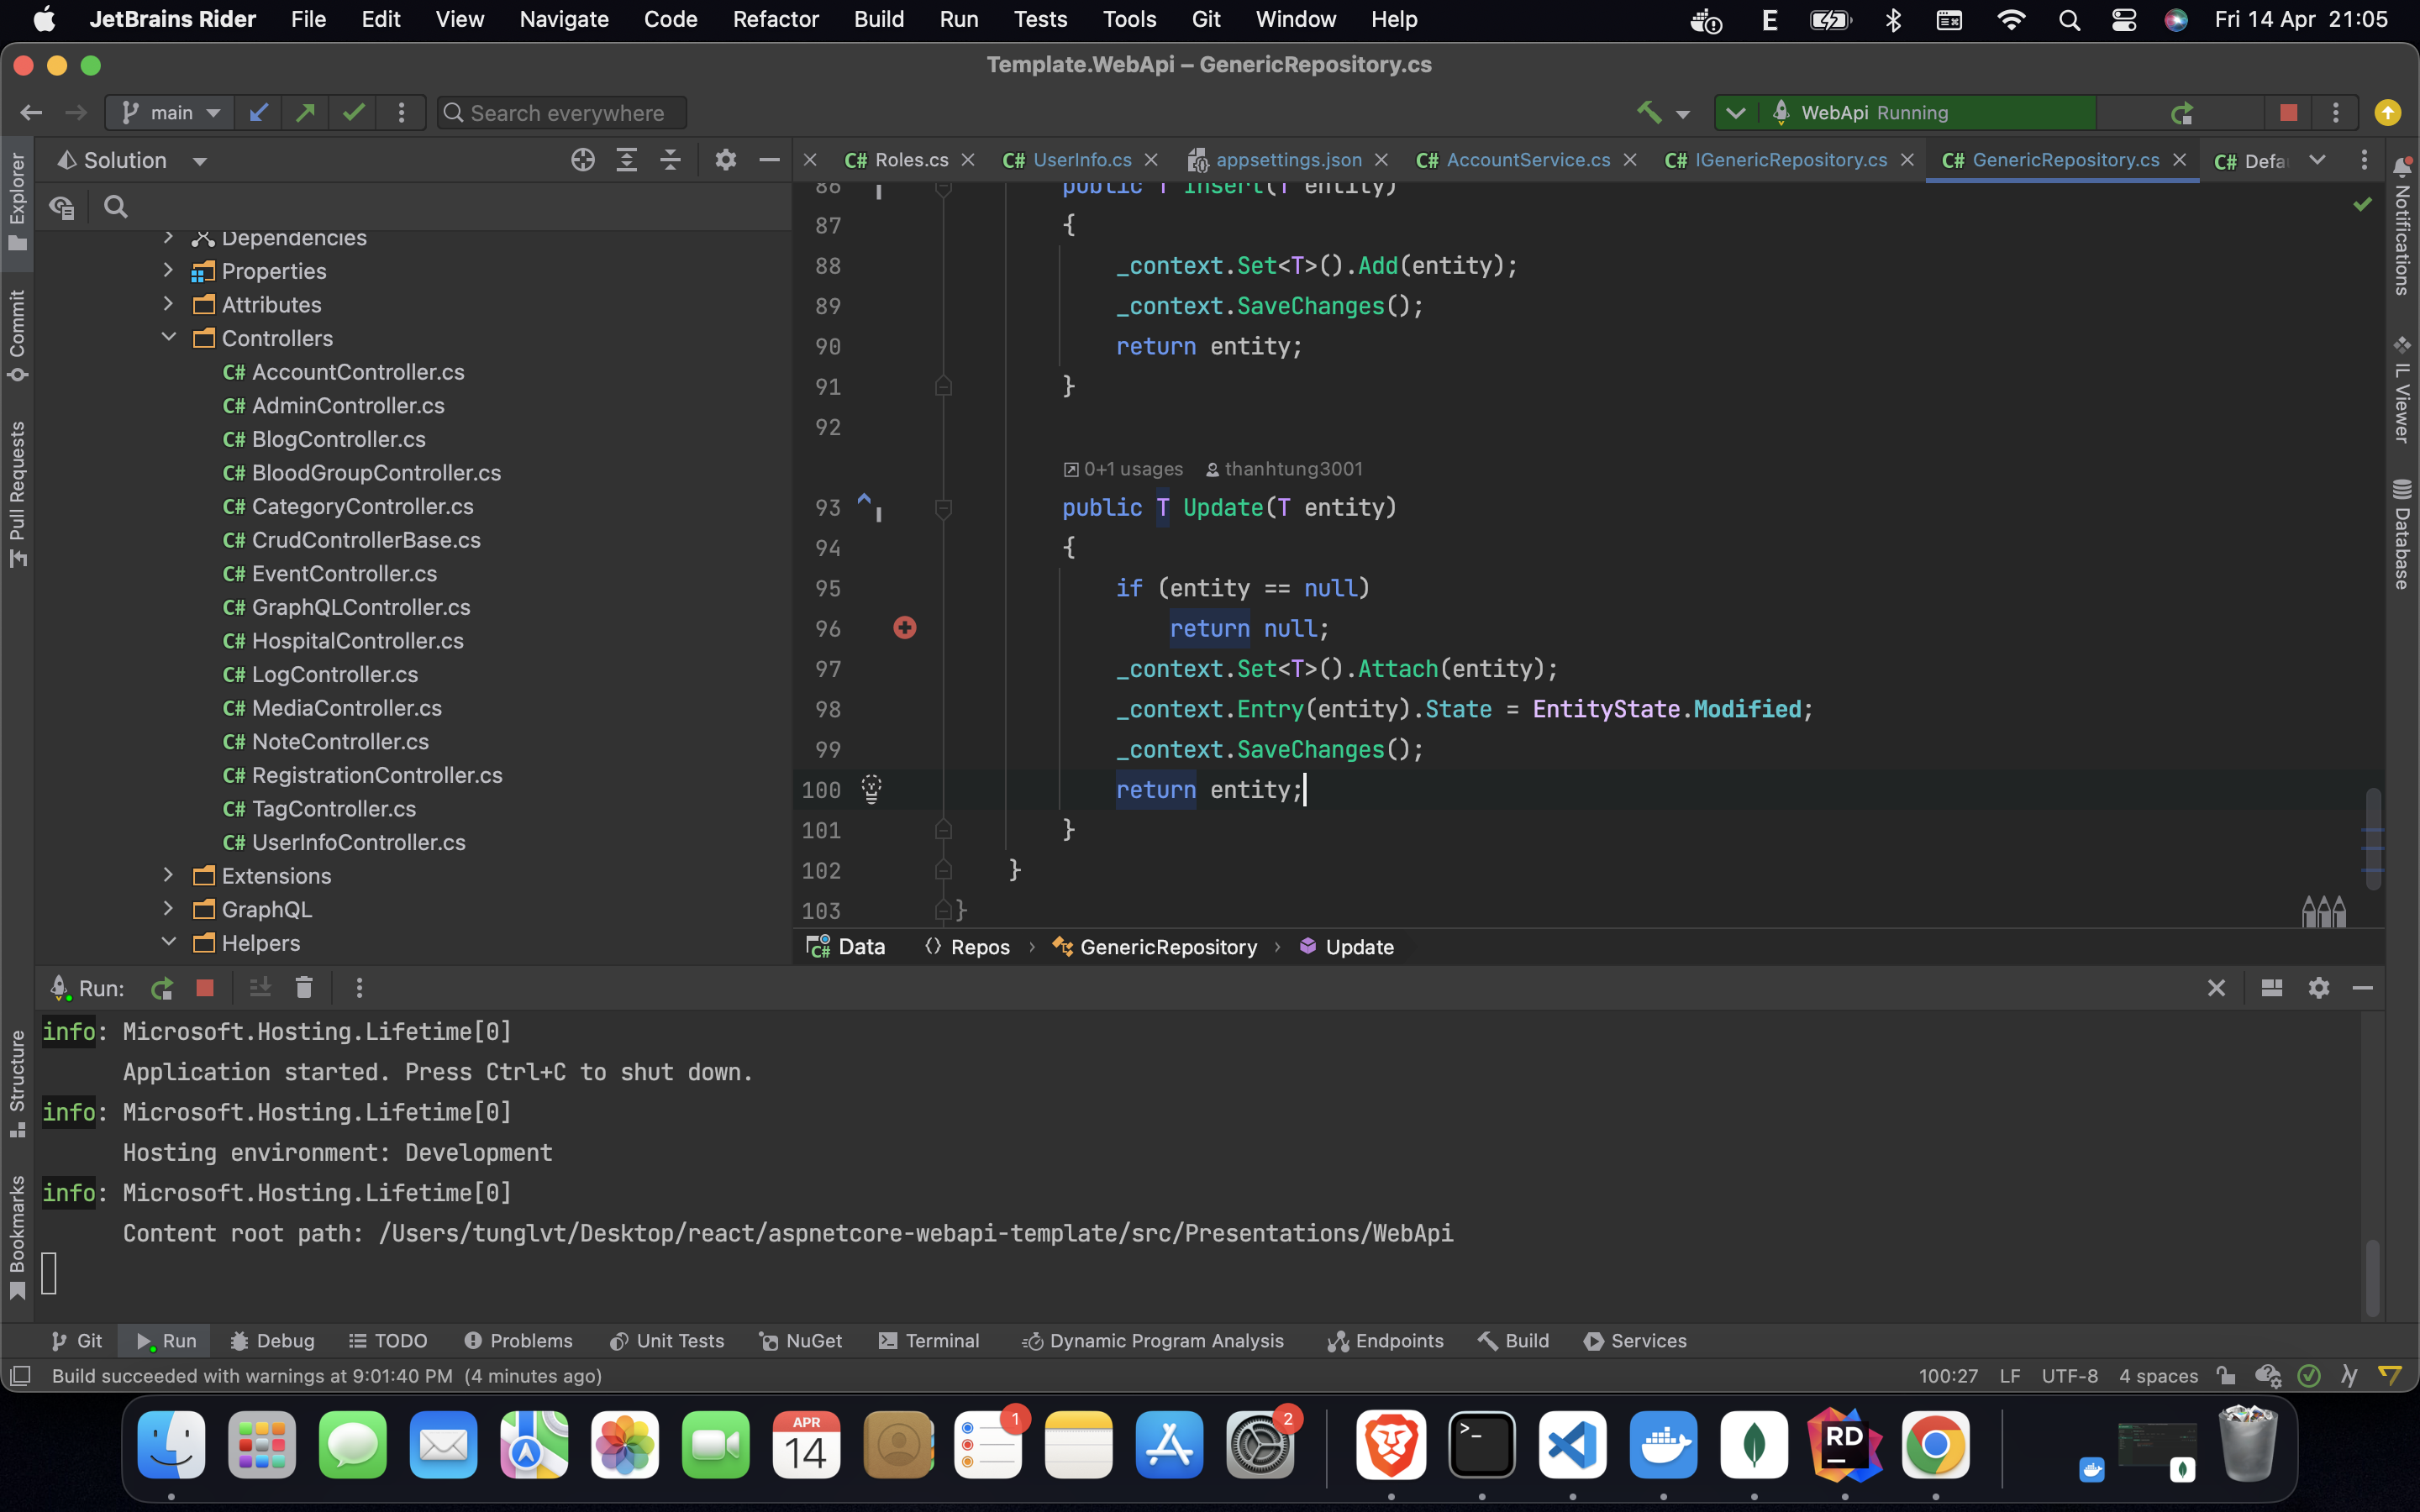 JetBrains Rider File Edit View Navigate Code Refactor Build Run Tests Tools Git Window Help E Fri 14 Apr 21:05
Template.WebApi – GenericRepository.cs
main Search everywhere WebApi Running
Solution Roles.cs UserInfo.cs appsettings.json AccountService.cs IGenericRepository.cs GenericRepository.cs Defa
Explorer
Commit
Pull Requests
Structure
Bookmarks
Dependencies
Properties
Attributes
Controllers
C# AccountController.cs
C# AdminController.cs
C# BlogController.cs
C# BloodGroupController.cs
C# CategoryController.cs
C# CrudControllerBase.cs
C# EventController.cs
C# GraphQLController.cs
C# HospitalController.cs
C# LogController.cs
C# MediaController.cs
C# NoteController.cs
C# RegistrationController.cs
C# TagController.cs
C# UserInfoController.cs
Extensions
GraphQL
Helpers
86 public T Insert(T entity)
87 {
88 _context.Set<T>().Add(entity);
89 _context.SaveChanges();
90 return entity;
91 }
92
0+1 usages thanhtung3001
93 public T Update(T entity)
94 {
95 if (entity == null)
96 return null;
97 _context.Set<T>().Attach(entity);
98 _context.Entry(entity).State = EntityState.Modified;
99 _context.SaveChanges();
100 return entity;
101 }
102 }
103 }
Data Repos GenericRepository Update
Notifications
IL Viewer
Database
Run:
info: Microsoft.Hosting.Lifetime[0]
Application started. Press Ctrl+C to shut down.
info: Microsoft.Hosting.Lifetime[0]
Hosting environment: Development
info: Microsoft.Hosting.Lifetime[0]
Content root path: /Users/tunglvt/Desktop/react/aspnetcore-webapi-template/src/Presentations/WebApi
Git Run Debug TODO Problems Unit Tests NuGet Terminal Dynamic Program Analysis Endpoints Build Services
Build succeeded with warnings at 9:01:40 PM (4 minutes ago) 100:27 LF UTF-8 4 spaces
APR
14
1
2
RD